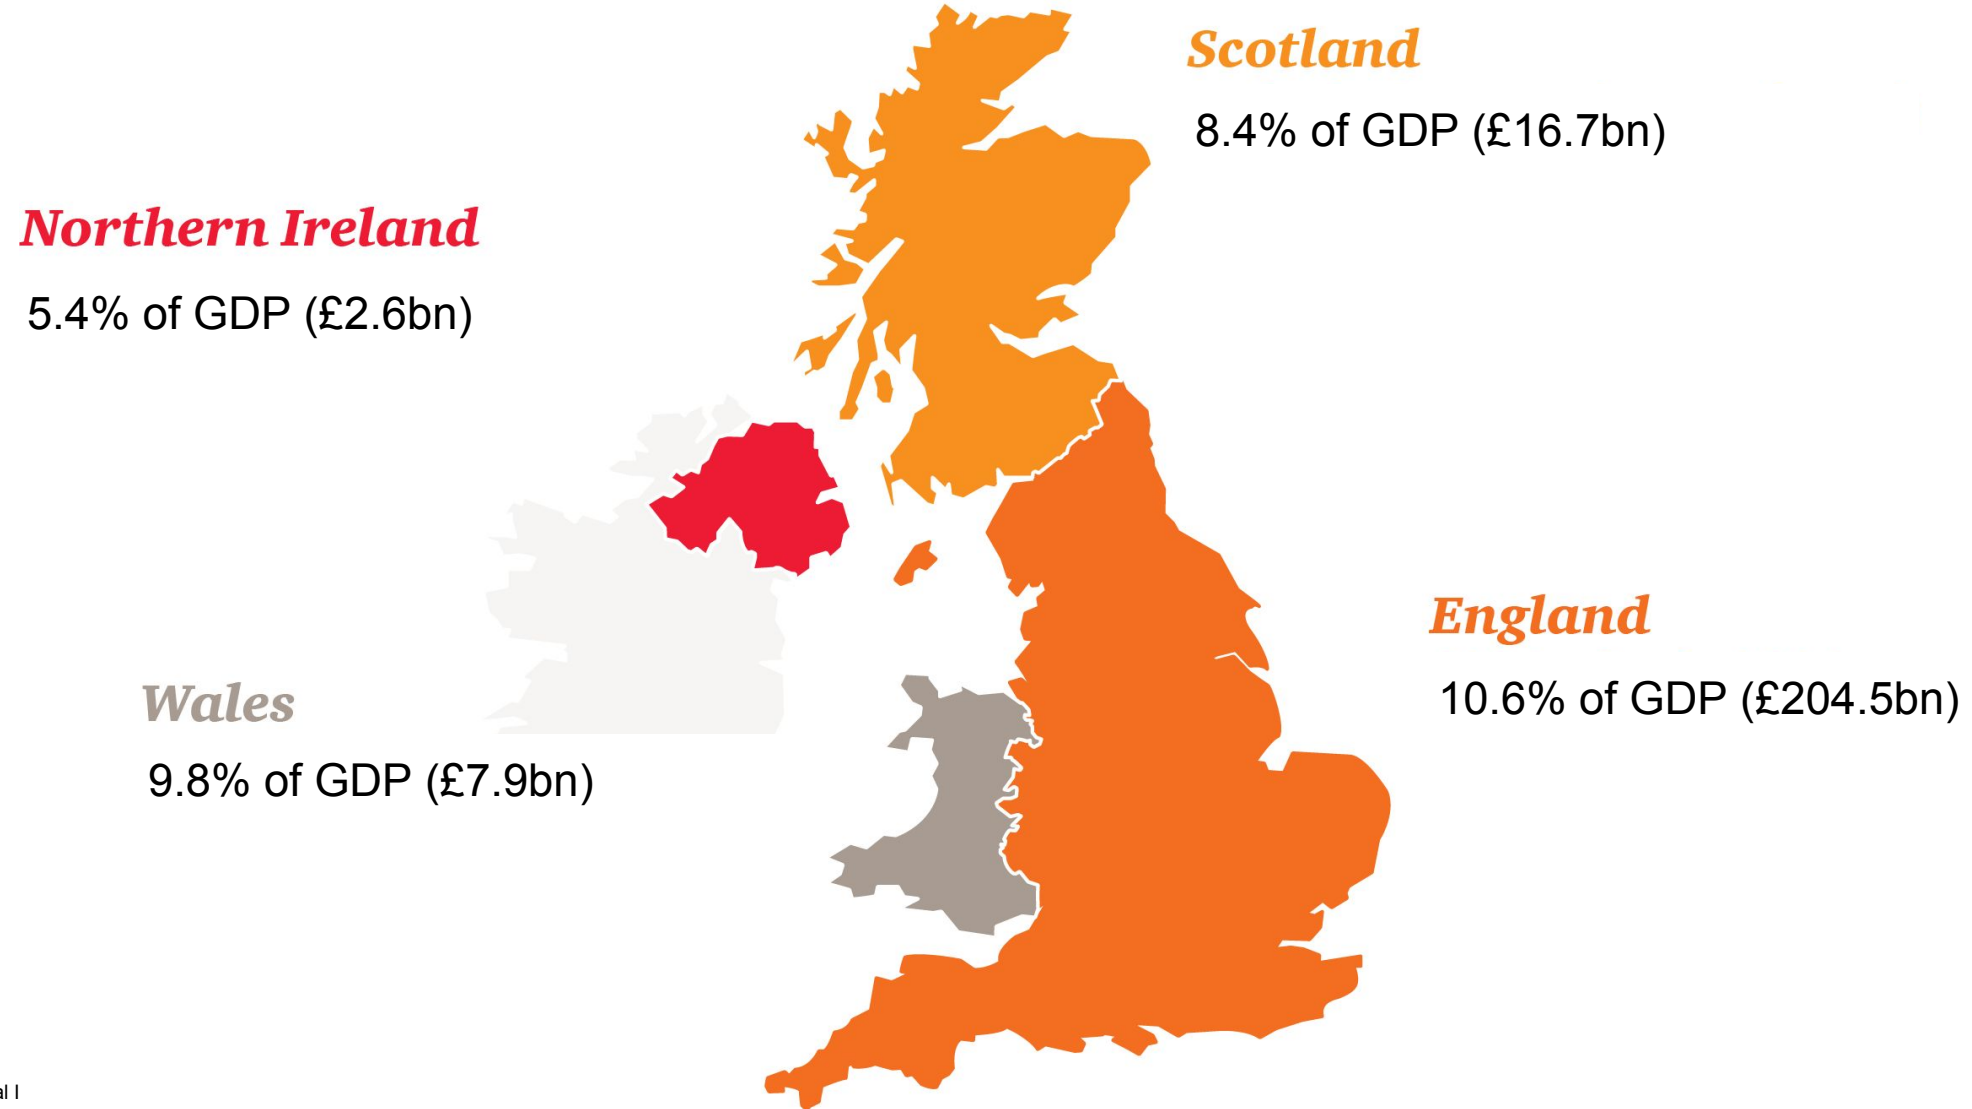 Scotland
8.4% of GDP (£16.7bn)
Northern Ireland
5.4% of GDP (£2.6bn)
England
10.6% of GDP (£204.5bn)
Wales
9.8% of GDP (£7.9bn)